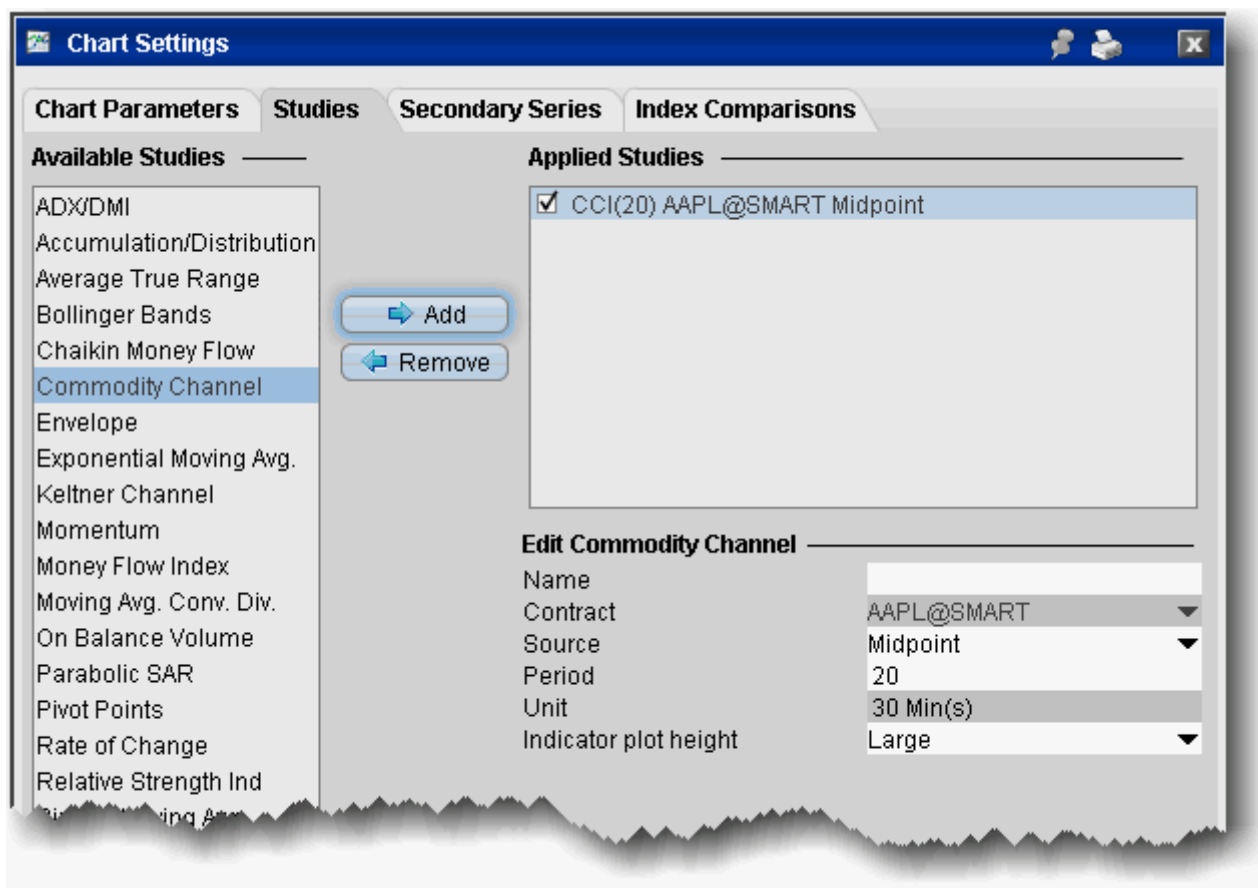 Chart Settings
Chart Parameters
Studies
Secondary Series
Index Comparisons
Available Studies
ADX/DMI
Accumulation/Distribution
Average True Range
Bollinger Bands
Chaikin Money Flow
Commodity Channel
Envelope
Exponential Moving Avg.
Keltner Channel
Momentum
Money Flow Index
Moving Avg. Conv. Div.
On Balance Volume
Parabolic SAR
Pivot Points
Rate of Change
Relative Strength Ind
Add
Remove
Applied Studies
CCI(20) AAPL@SMART Midpoint
Edit Commodity Channel
Name
Contract AAPL@SMART
Source Midpoint
Period 20
Unit 30 Min(s)
Indicator plot height Large